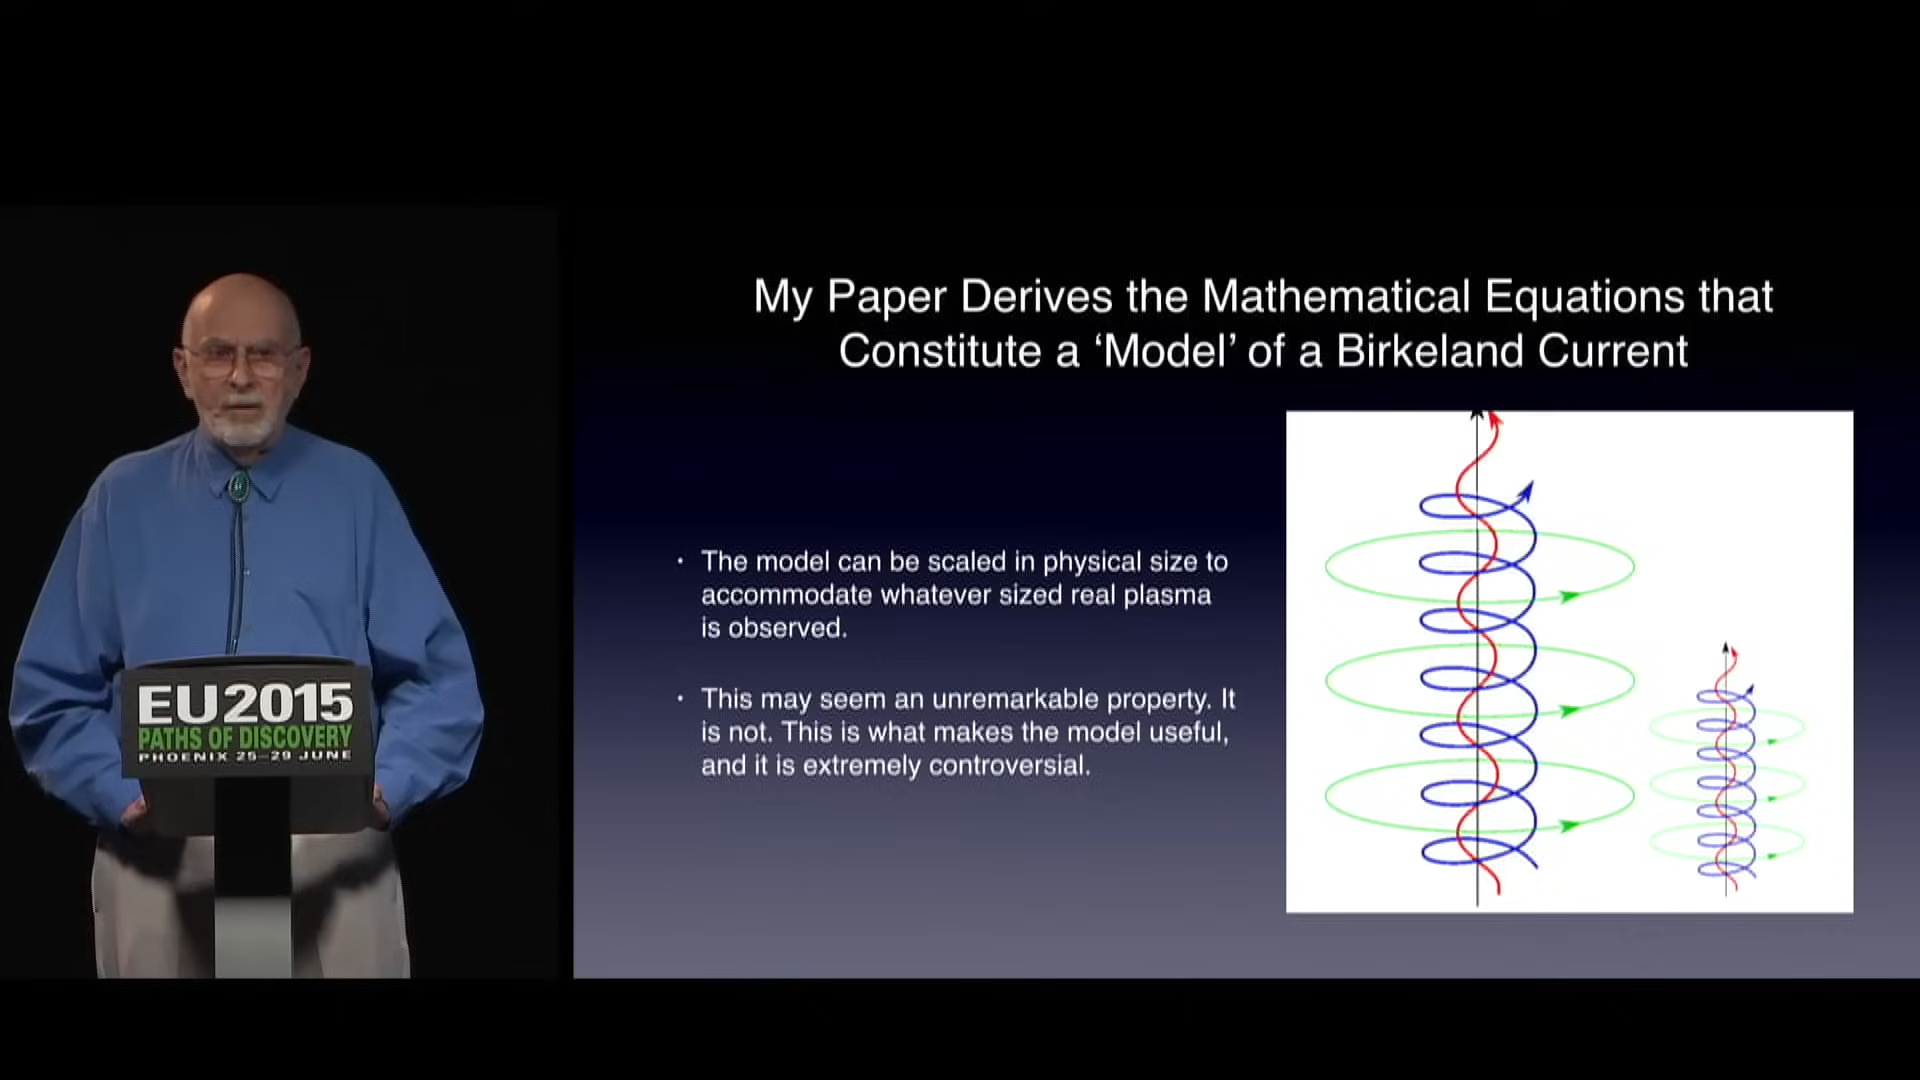 My Paper Derives the Mathematical Equations that
Constitute a ‘Model’ of a Birkeland Current
• The model can be scaled in physical size to
accommodate whatever sized real plasma
is observed.
• This may seem an unremarkable property. It
is not. This is what makes the model useful,
and it is extremely controversial.
EU2015
PATHS OF DISCOVERY
PHOENIX 25–29 JUNE